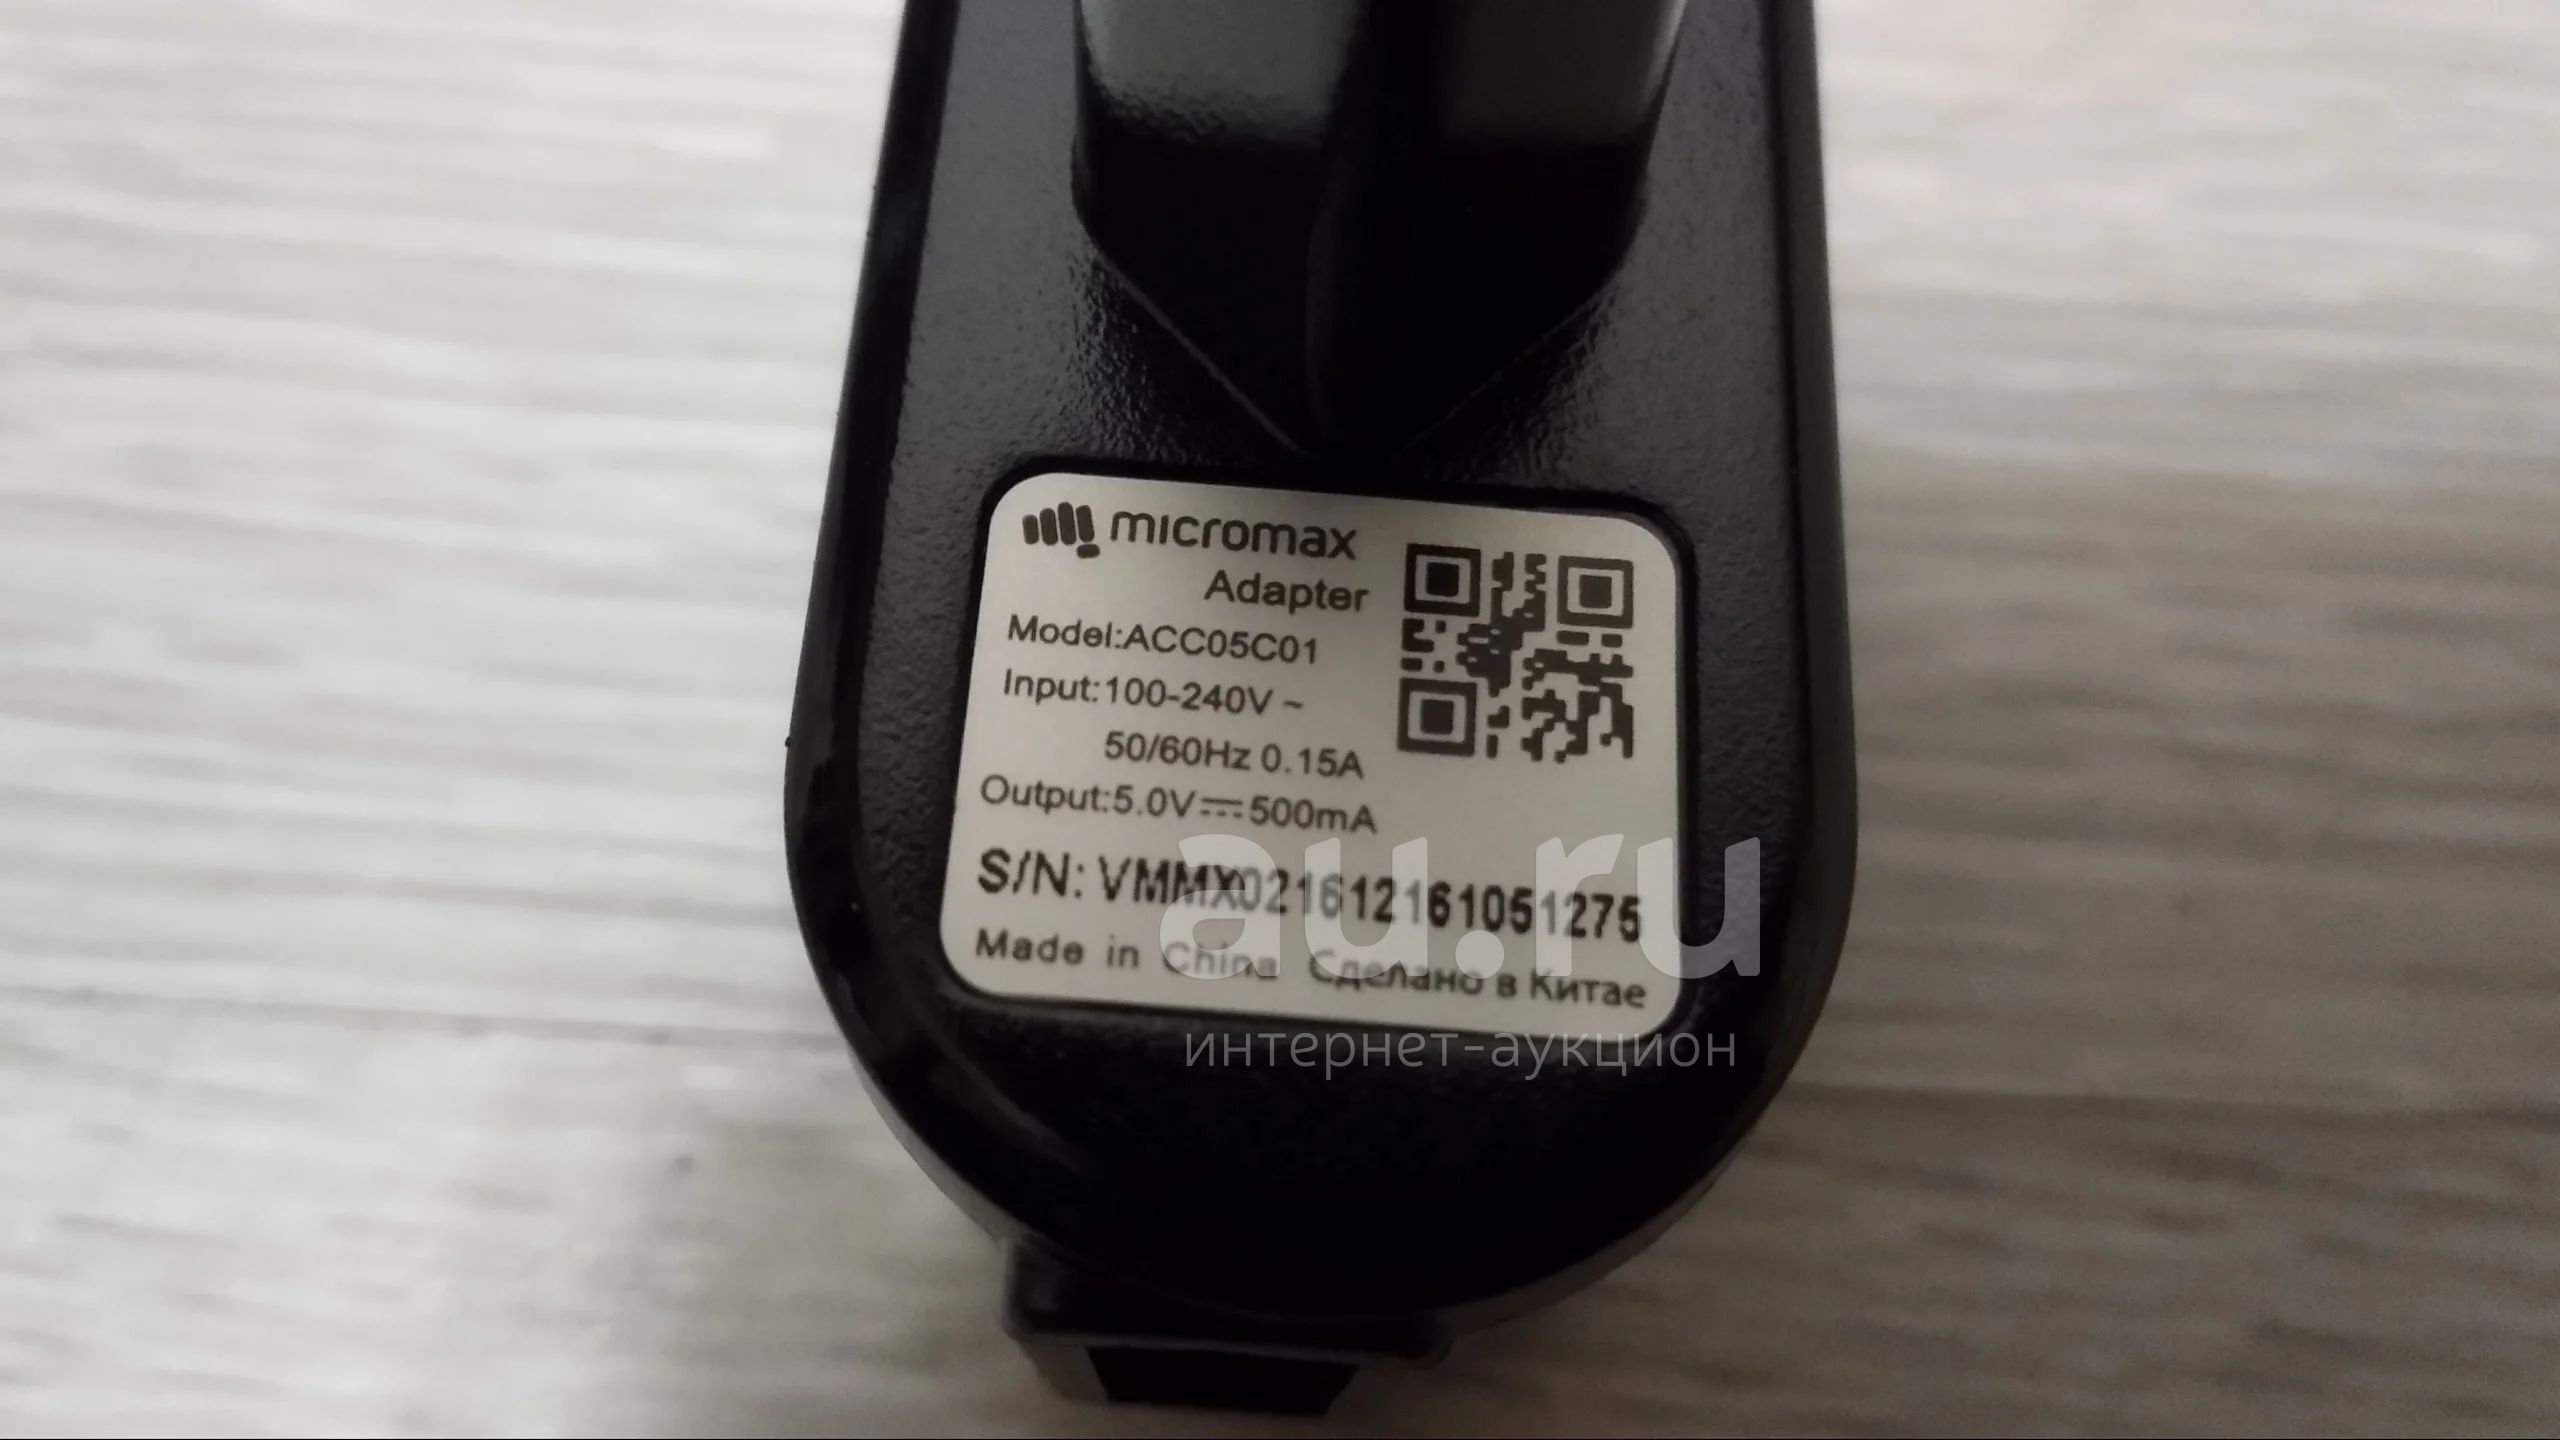 micromax
Adapter
Model:ACC05C01
Input:100-240V ~
50/60Hz 0.15A
Output:5.0V⎓500mA
S/N: VMMX021612161051275
Made in China Сделано в Китае
au.ru
интернет-аукцион